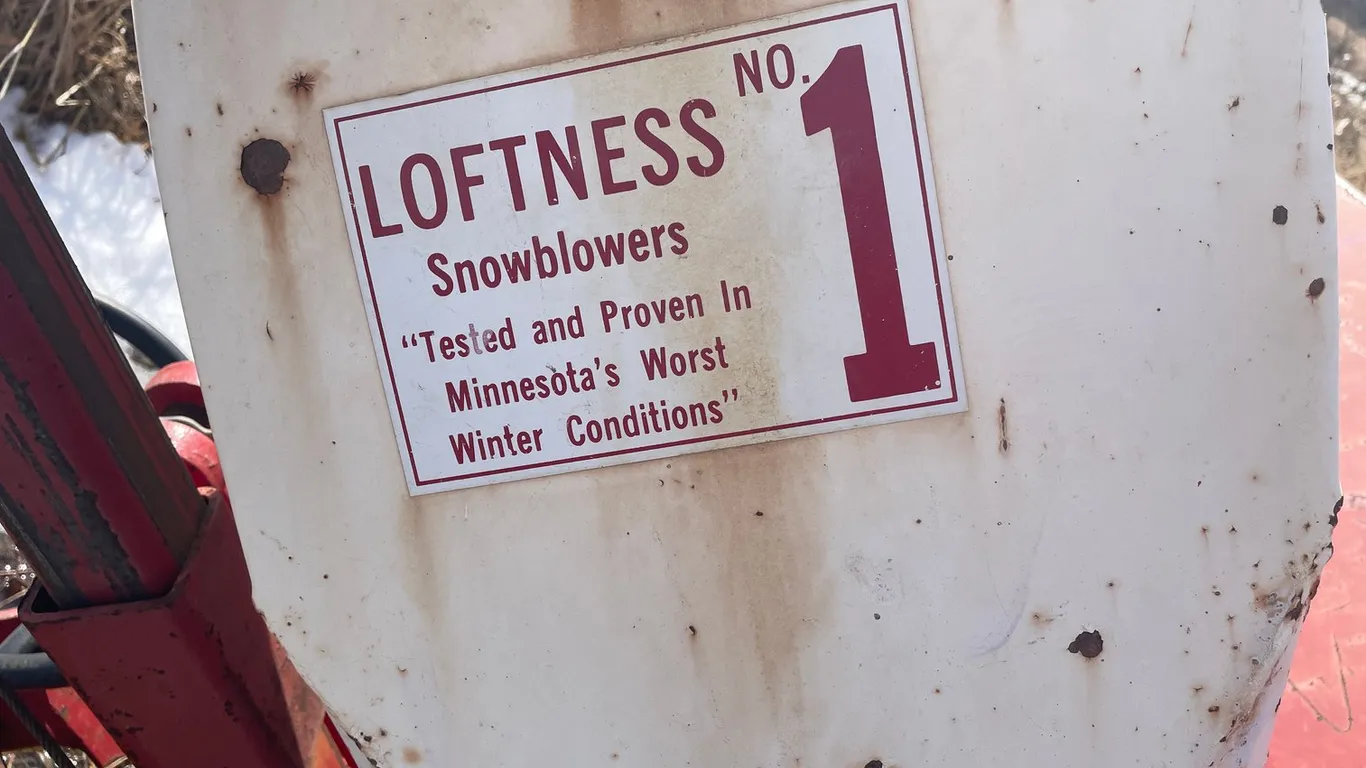 NO. 1
LOFTNESS
Snowblowers
“Tested and Proven In
Minnesota’s Worst
Winter Conditions”